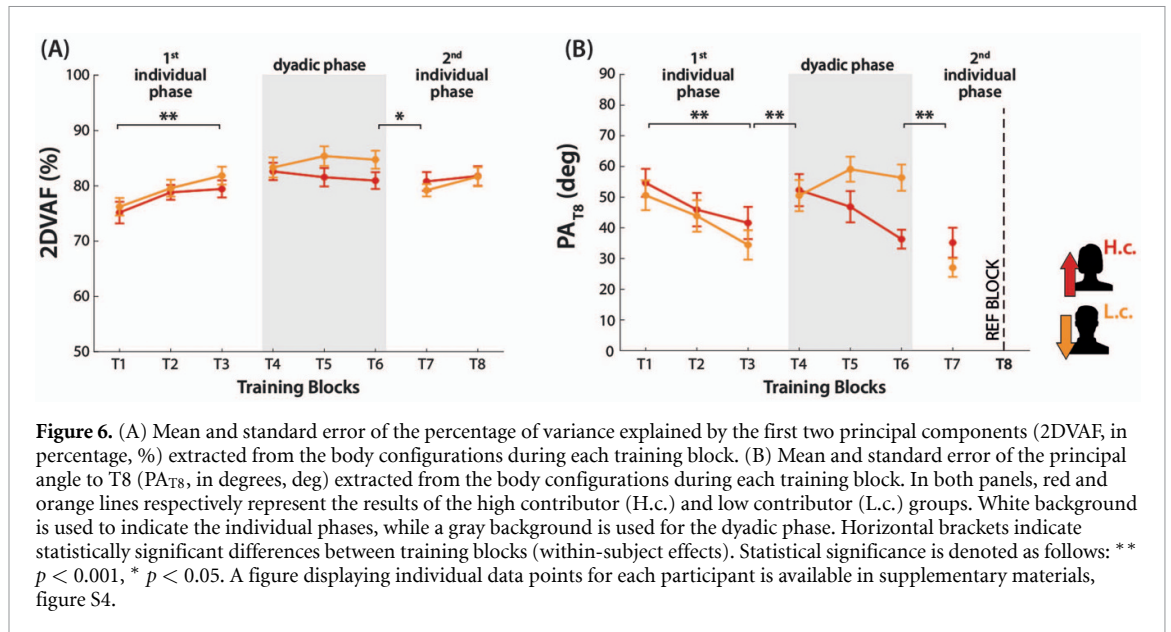 (A)
1st
individual
phase
dyadic phase
2nd
individual
phase
100
90
80
70
60
50
2DVAF (%)
**
*
T1 T2 T3 T4 T5 T6 T7 T8
Training Blocks
(B)
1st
individual
phase
dyadic phase
2nd
individual
phase
90
80
70
60
50
40
30
20
10
0
PAT8 (deg)
** ** **
REF BLOCK
T1 T2 T3 T4 T5 T6 T7 T8
Training Blocks
H.c.
L.c.
Figure 6. (A) Mean and standard error of the percentage of variance explained by the first two principal components (2DVAF, in
percentage, %) extracted from the body configurations during each training block. (B) Mean and standard error of the principal
angle to T8 (PAT8, in degrees, deg) extracted from the body configurations during each training block. In both panels, red and
orange lines respectively represent the results of the high contributor (H.c.) and low contributor (L.c.) groups. White background
is used to indicate the individual phases, while a gray background is used for the dyadic phase. Horizontal brackets indicate
statistically significant differences between training blocks (within-subject effects). Statistical significance is denoted as follows: **
p < 0.001, * p < 0.05. A figure displaying individual data points for each participant is available in supplementary materials,
figure S4.